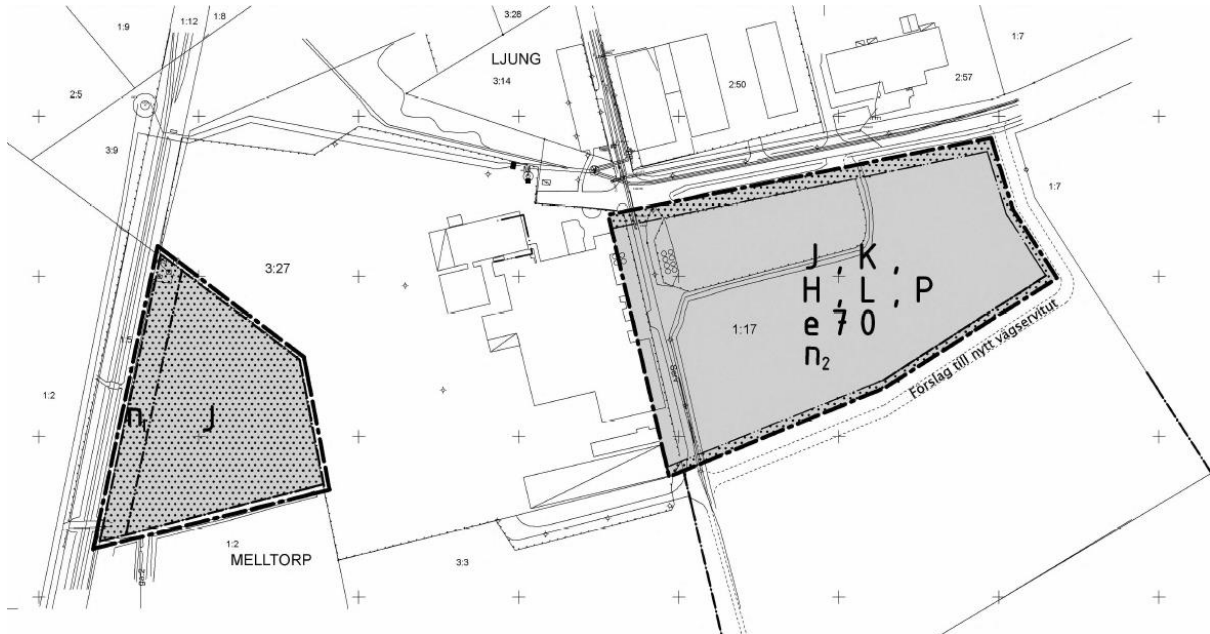 1:9
1:12
1:8
3:28
LJUNG
3:14
2:50
2:57
1:7
2:5
3:9
1:7
3:27
J , K ,
H , L , P
e 70
n₂
1:17
1:2
n₁ J
Förslag till nytt vägservitut
1:2
MELLTORP
3:3